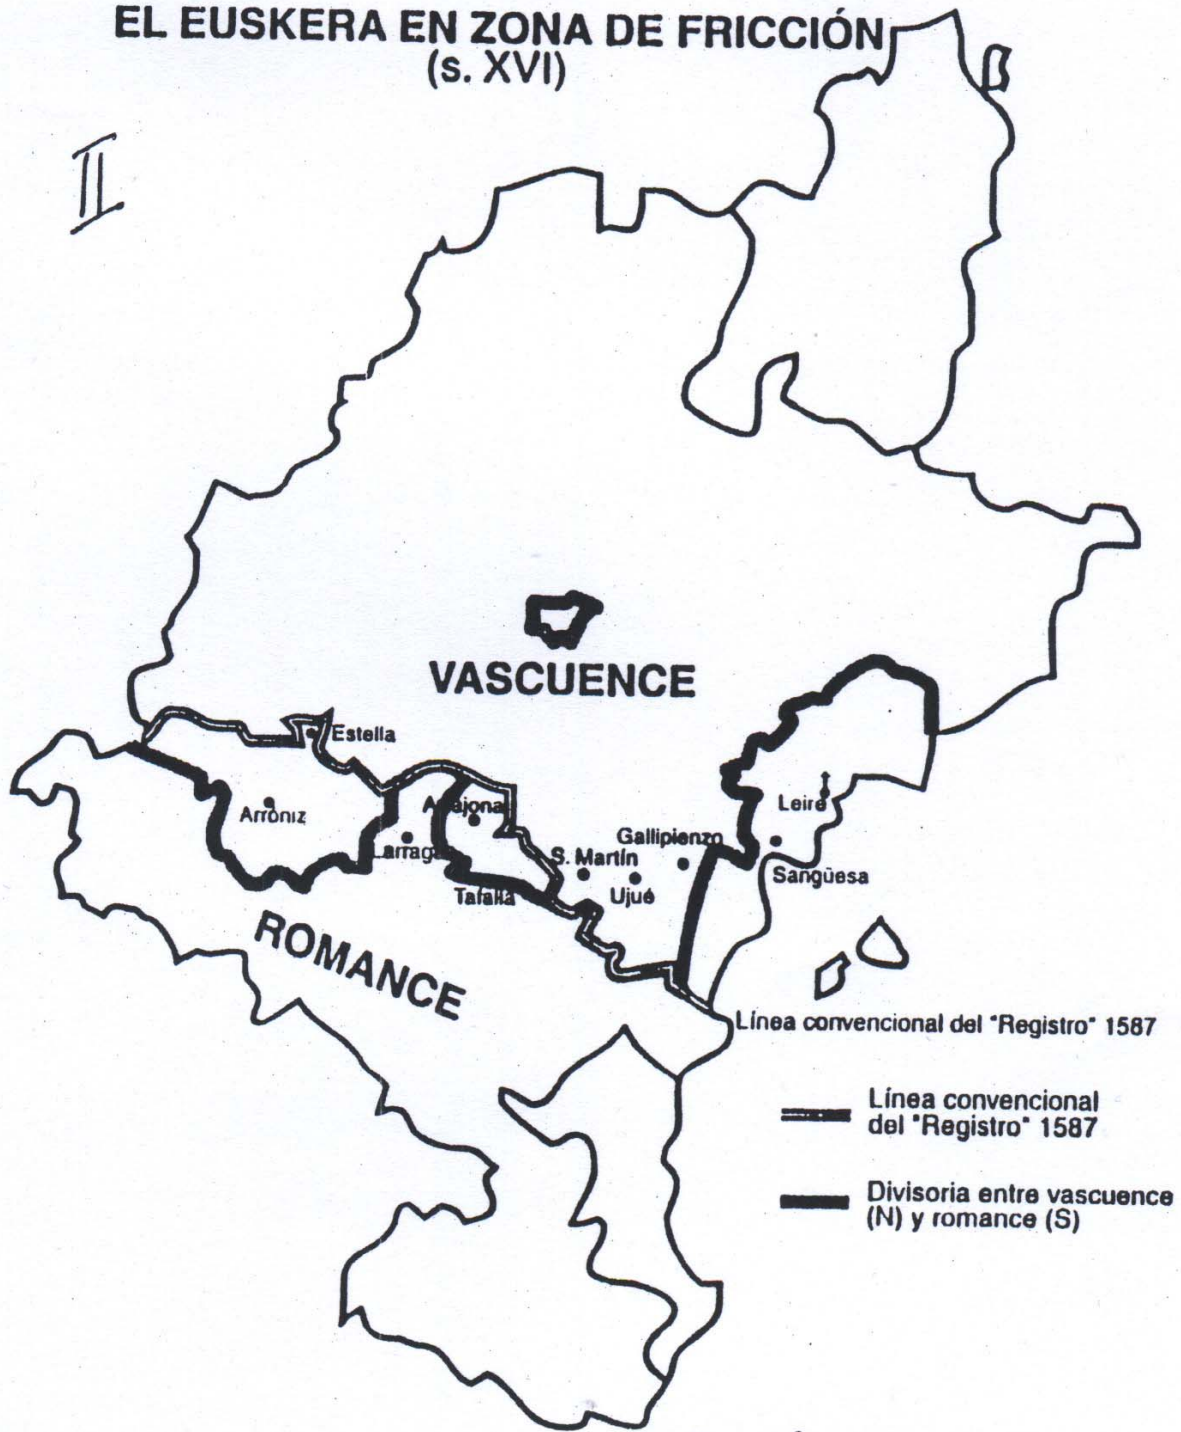 EL EUSKERA EN ZONA DE FRICCIÓN
(s. XVI)
II
VASCUENCE
Estella
Arróniz
Artajona
Larraga
Leire
Gallipienzo
S. Martín
Sangüesa
Ujué
Tafalla
ROMANCE
Línea convencional del "Registro" 1587
Línea convencional
del "Registro" 1587
Divisoria entre vascuence
(N) y romance (S)